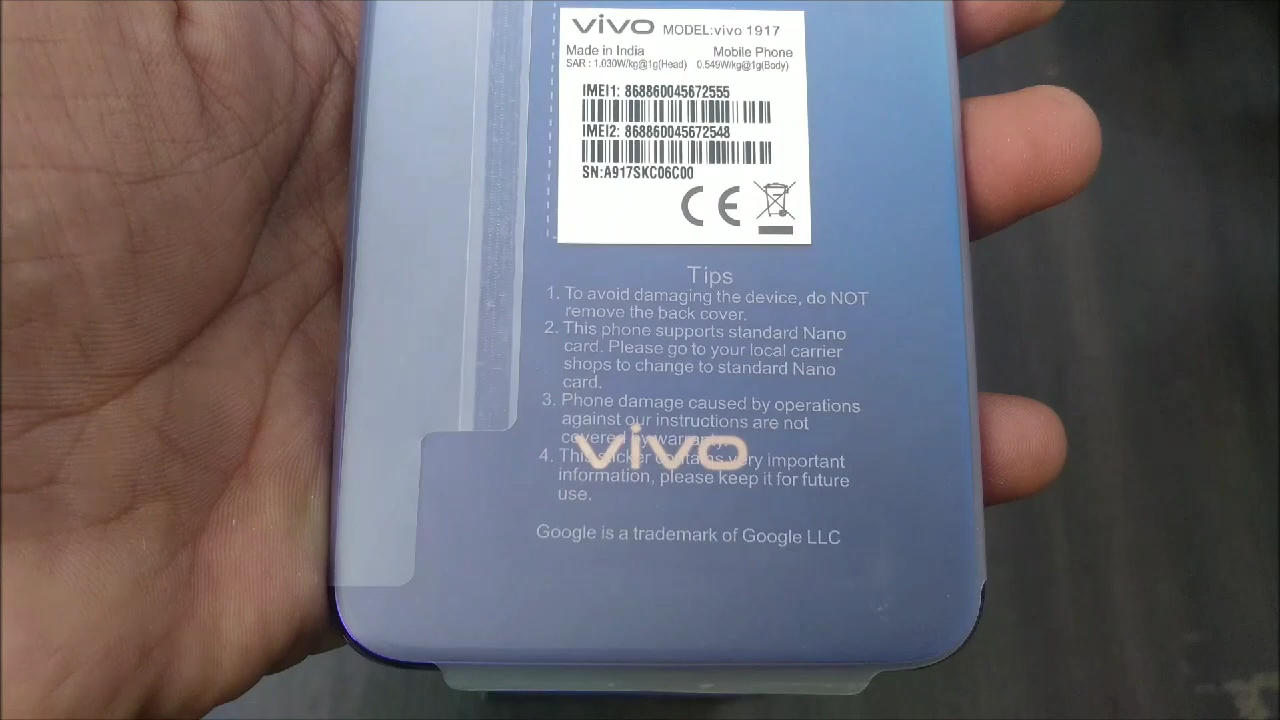 vivo MODEL:vivo 1917
Made in India Mobile Phone
SAR : 1.030W/kg@1g(Head) 0.549W/kg@1g(Body)
IMEI1: 868860045672555
IMEI2: 868860045672548
SN:A917SKC06C00
CE
Tips
1. To avoid damaging the device, do NOT
remove the back cover.
2. This phone supports standard Nano
card. Please go to your local carrier
shops to change to standard Nano
card.
3. Phone damage caused by operations
against our instructions are not
covered by warranty.
vivo
4. This sticker contains very important
information, please keep it for future
use.
Google is a trademark of Google LLC